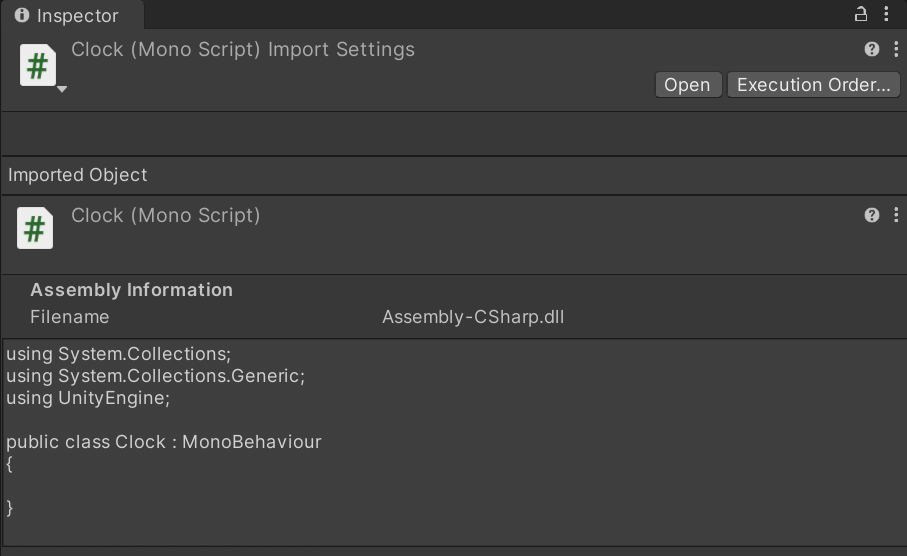 Inspector
Clock (Mono Script) Import Settings
Open
Execution Order...
Imported Object
Clock (Mono Script)
Assembly Information
Filename Assembly-CSharp.dll
using System.Collections;
using System.Collections.Generic;
using UnityEngine;
public class Clock : MonoBehaviour
{
}